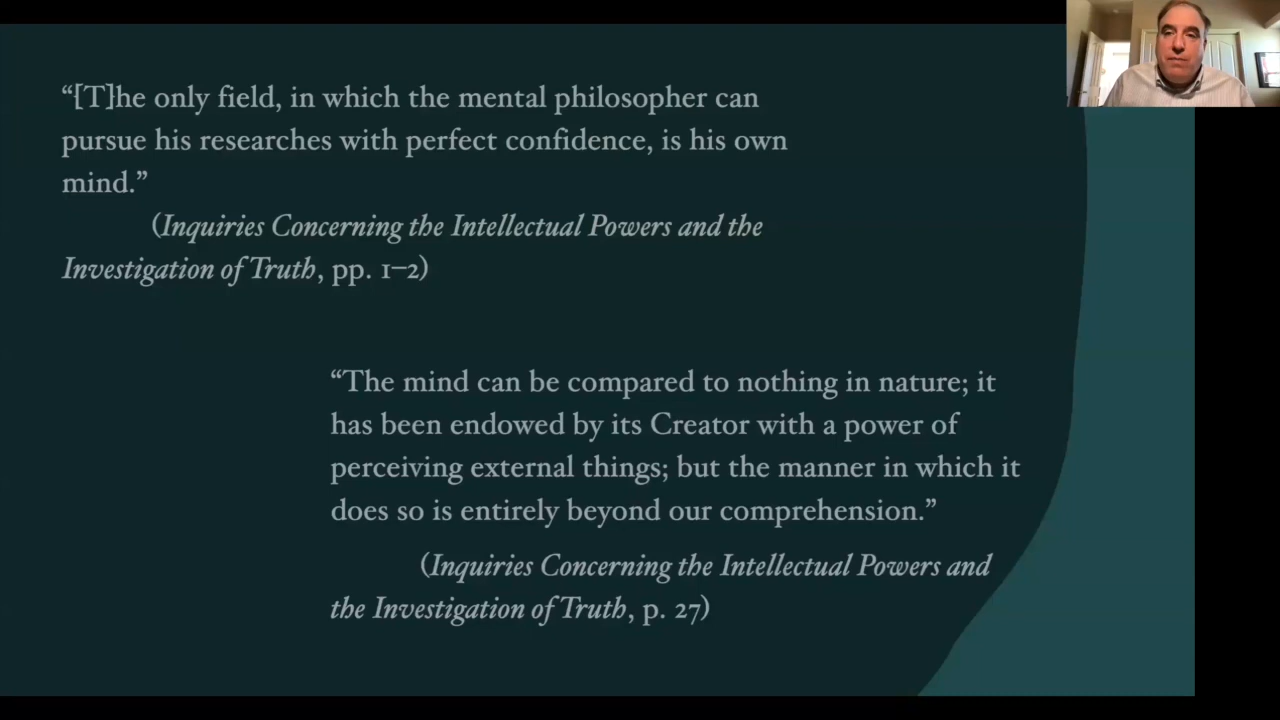 “[T]he only field, in which the mental philosopher can
pursue his researches with perfect confidence, is his own
mind.”
(Inquiries Concerning the Intellectual Powers and the
Investigation of Truth, pp. 1–2)
“The mind can be compared to nothing in nature; it
has been endowed by its Creator with a power of
perceiving external things; but the manner in which it
does so is entirely beyond our comprehension.”
(Inquiries Concerning the Intellectual Powers and
the Investigation of Truth, p. 27)